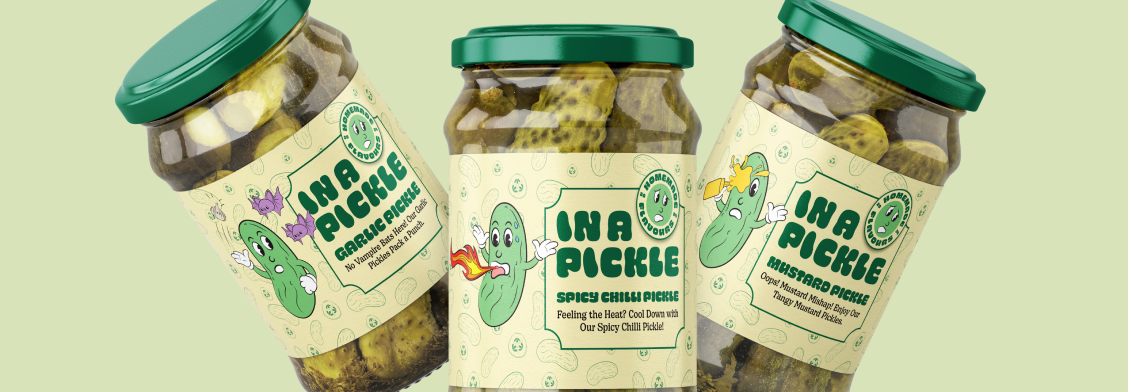 HOMEMADE FLAVOURS
IN A
PICKLE
GARLIC PICKLE
No Vampire Bats Here! Our Garlic
Pickles Pack a Punch.
HOMEMADE FLAVOURS
IN A
PICKLE
SPICY CHILLI PICKLE
Feeling the Heat? Cool Down with
Our Spicy Chilli Pickle!
HOMEMADE FLAVOURS
IN A
PICKLE
MUSTARD PICKLE
Oops! Mustard Mishap! Enjoy Our
Tangy Mustard Pickles.